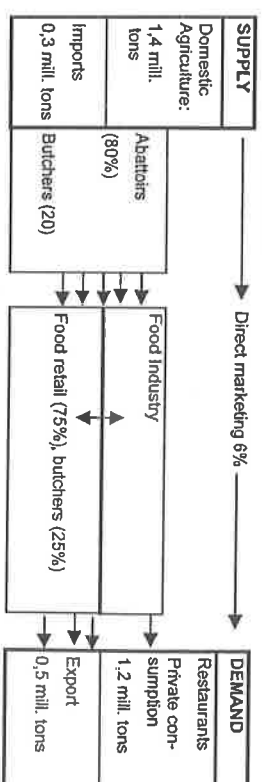 SUPPLY
Domestic
Agriculture:
1,4 mill.
tons
Imports
0,3 mill. tons
Abattoirs
(80%)
Butchers (20)
Direct marketing 6%
Food Industry
Food retail (75%), butchers (25%)
DEMAND
Restaurants
Private con-
sumption
1.2 mill. tons
Export
0,5 mill. tons